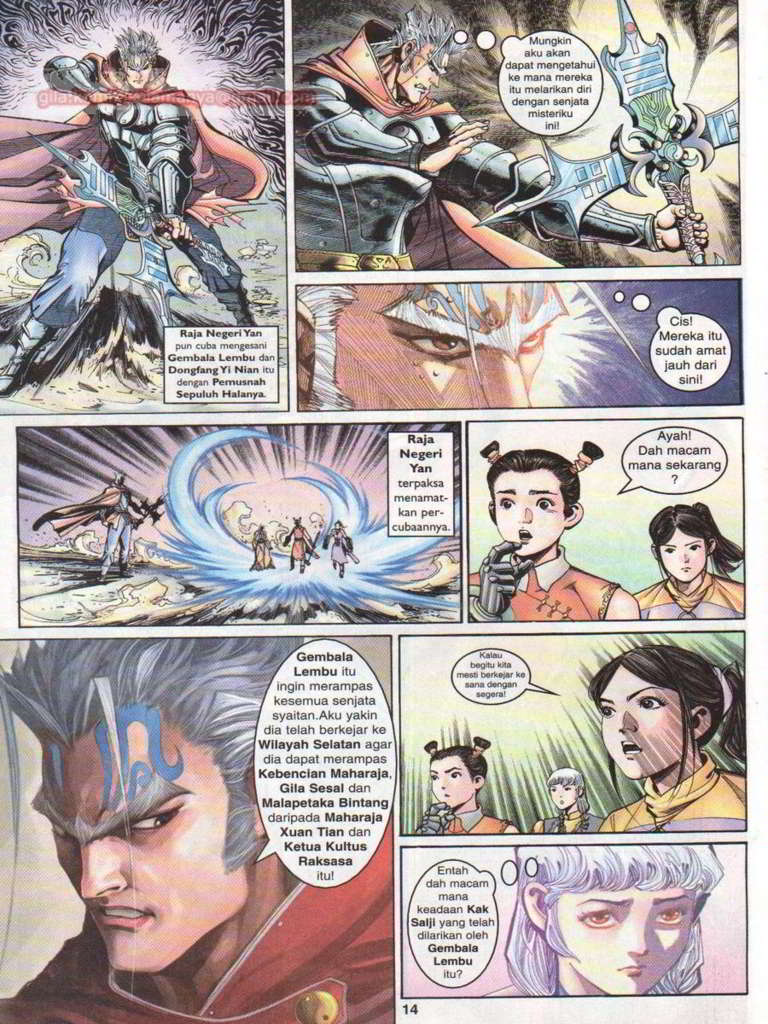 Mungkin
aku akan
dapat mengetahui
ke mana mereka
itu melarikan diri
dengan senjata
misteriku
ini!
Raja Negeri Yan
pun cuba mengesani
Gembala Lembu dan
Dongfang Yi Nian itu
dengan Pemusnah
Sepuluh Halanya.
Cis!
Mereka itu
sudah amat
jauh dari
sini!
Raja
Negeri
Yan
terpaksa
menamat-
kan per-
cubaannya.
Ayah!
Dah macam
mana sekarang
?
Gembala
Lembu itu
ingin merampas
kesemua senjata
syaitan.Aku yakin
dia telah berkejar ke
Wilayah Selatan agar
dia dapat merampas
Kebencian Maharaja,
Gila Sesal dan
Malapetaka Bintang
daripada Maharaja
Xuan Tian dan
Ketua Kultus
Raksasa
itu!
Kalau
begitu kita
mesti berkejar ke
sana dengan
segera!
Entah
dah macam
mana
keadaan Kak
Salji yang telah
dilarikan oleh
Gembala
Lembu
itu?
14